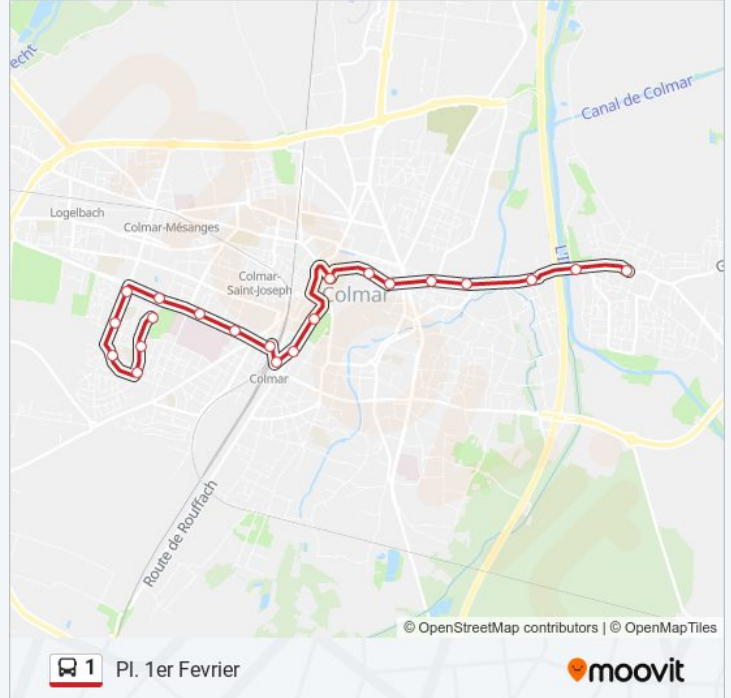 echt
Canal de Colmar
Logelbach
Colmar-Mésanges
L'I
G
Colmar-
Saint-Joseph
Colmar
Colmar
Route de Rouffach
© OpenStreetMap contributors | © OpenMapTiles
1 Pl. 1er Fevrier
moovit